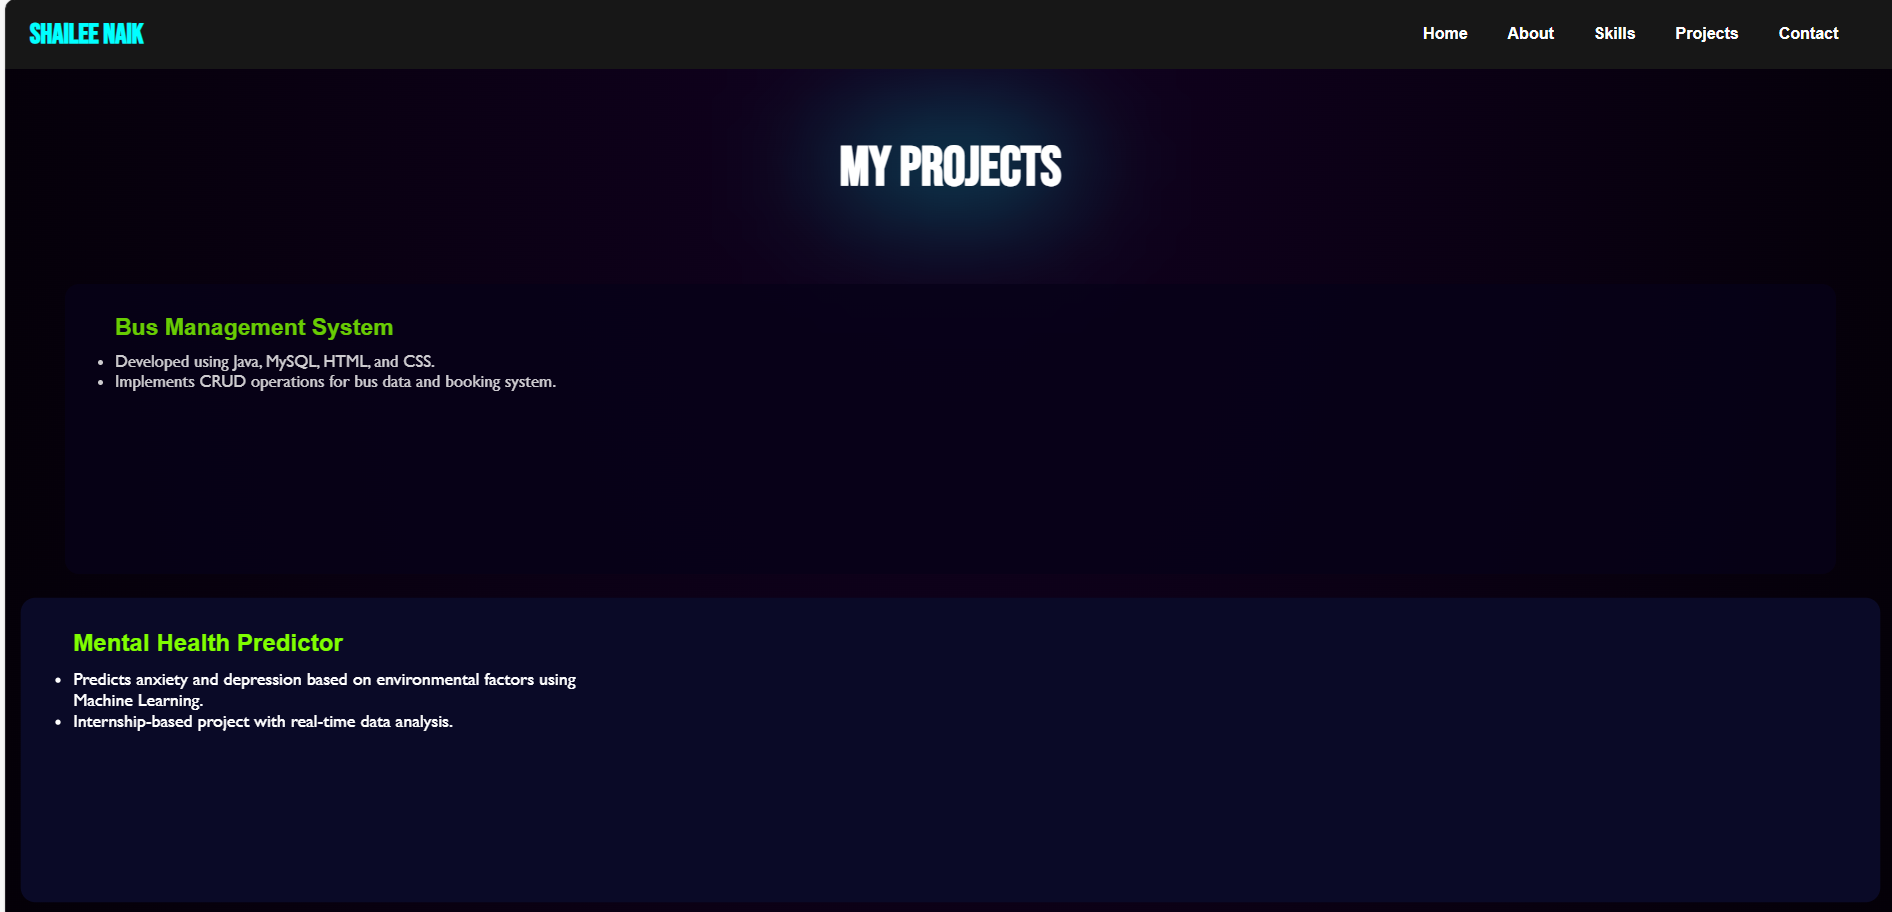 SHAILEE NAIK
Home About Skills Projects Contact
MY PROJECTS
Bus Management System
• Developed using Java, MySQL, HTML, and CSS.
• Implements CRUD operations for bus data and booking system.
Mental Health Predictor
• Predicts anxiety and depression based on environmental factors using
Machine Learning.
• Internship-based project with real-time data analysis.